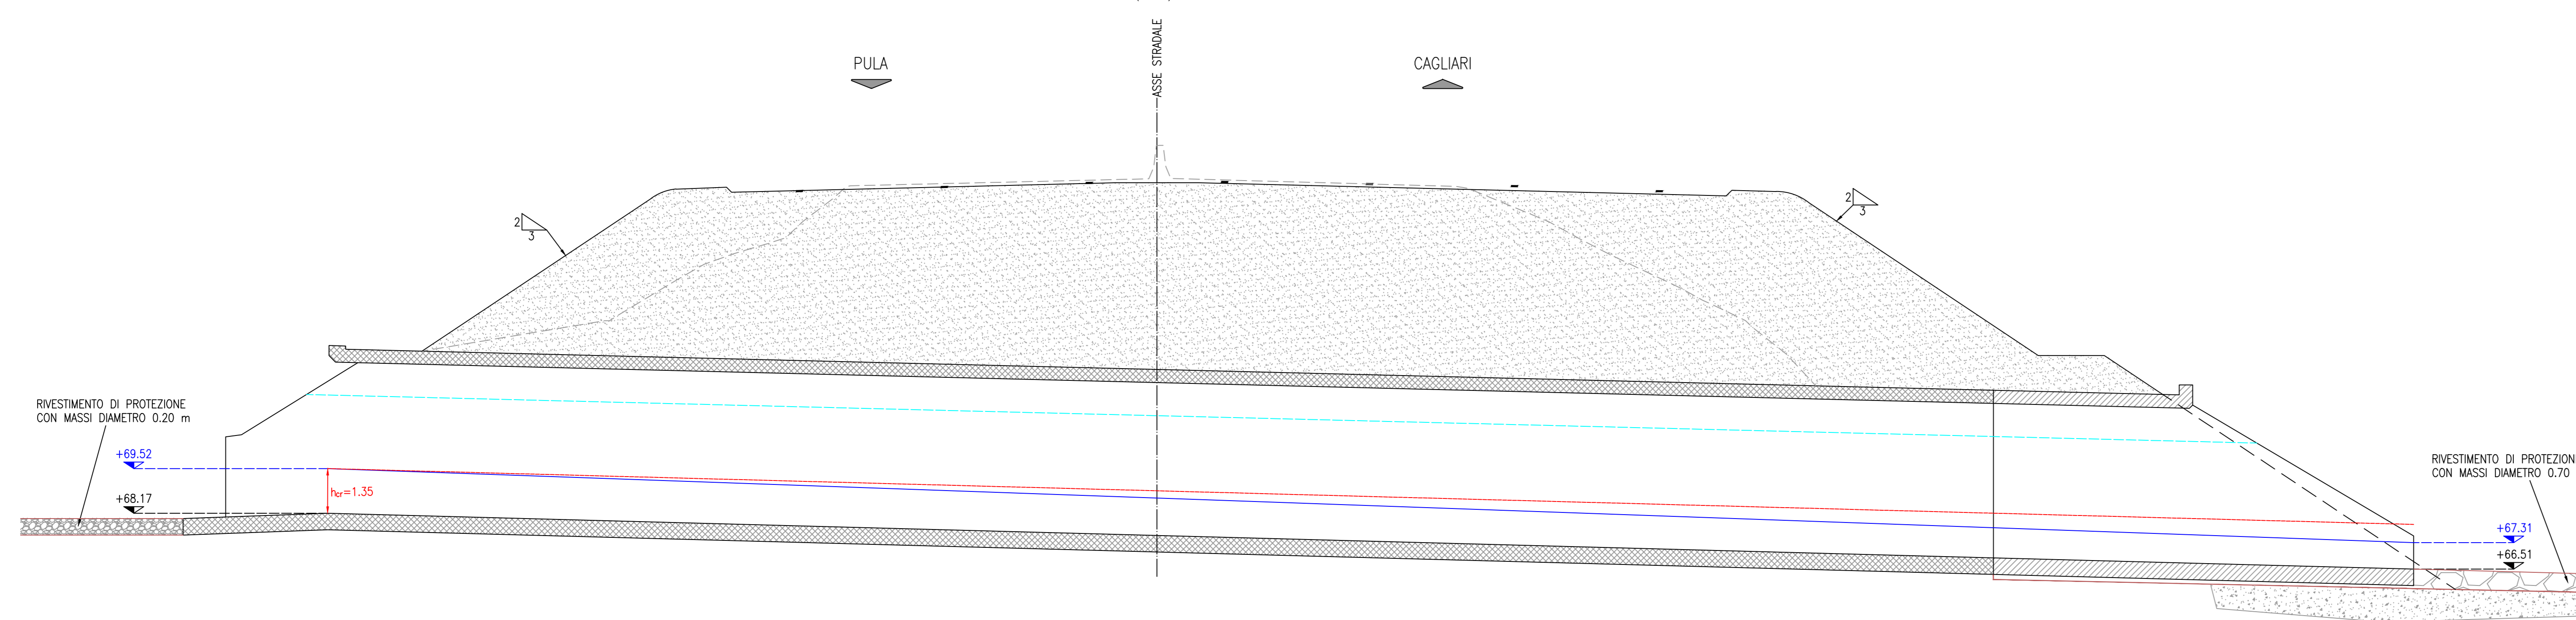 ASSE STRADALE
PULA
CAGLIARI
2
3
2
3
RIVESTIMENTO DI PROTEZIONE
CON MASSI DIAMETRO 0.20 m
+69.52
+68.17
hcr=1.35
RIVESTIMENTO DI PROTEZION
CON MASSI DIAMETRO 0.70
+67.31
+66.51